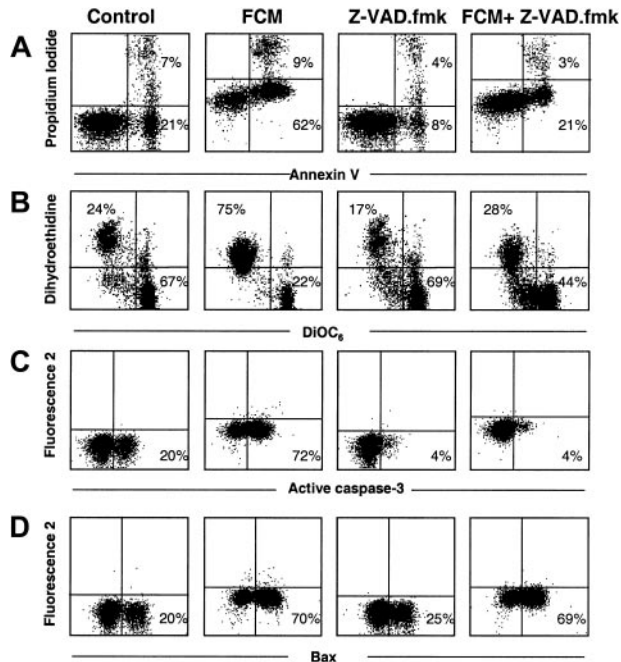 Control FCM Z-VAD.fmk FCM+ Z-VAD.fmk
A
Propidium Iodide
7% 9% 4% 3%
21% 62% 8% 21%
Annexin V
B
Dihydroethidine
24% 75% 17% 28%
67% 22% 69% 44%
DiOC₆
C
Fluorescence 2
20% 72% 4% 4%
Active caspase-3
D
Fluorescence 2
20% 70% 25% 69%
Bax